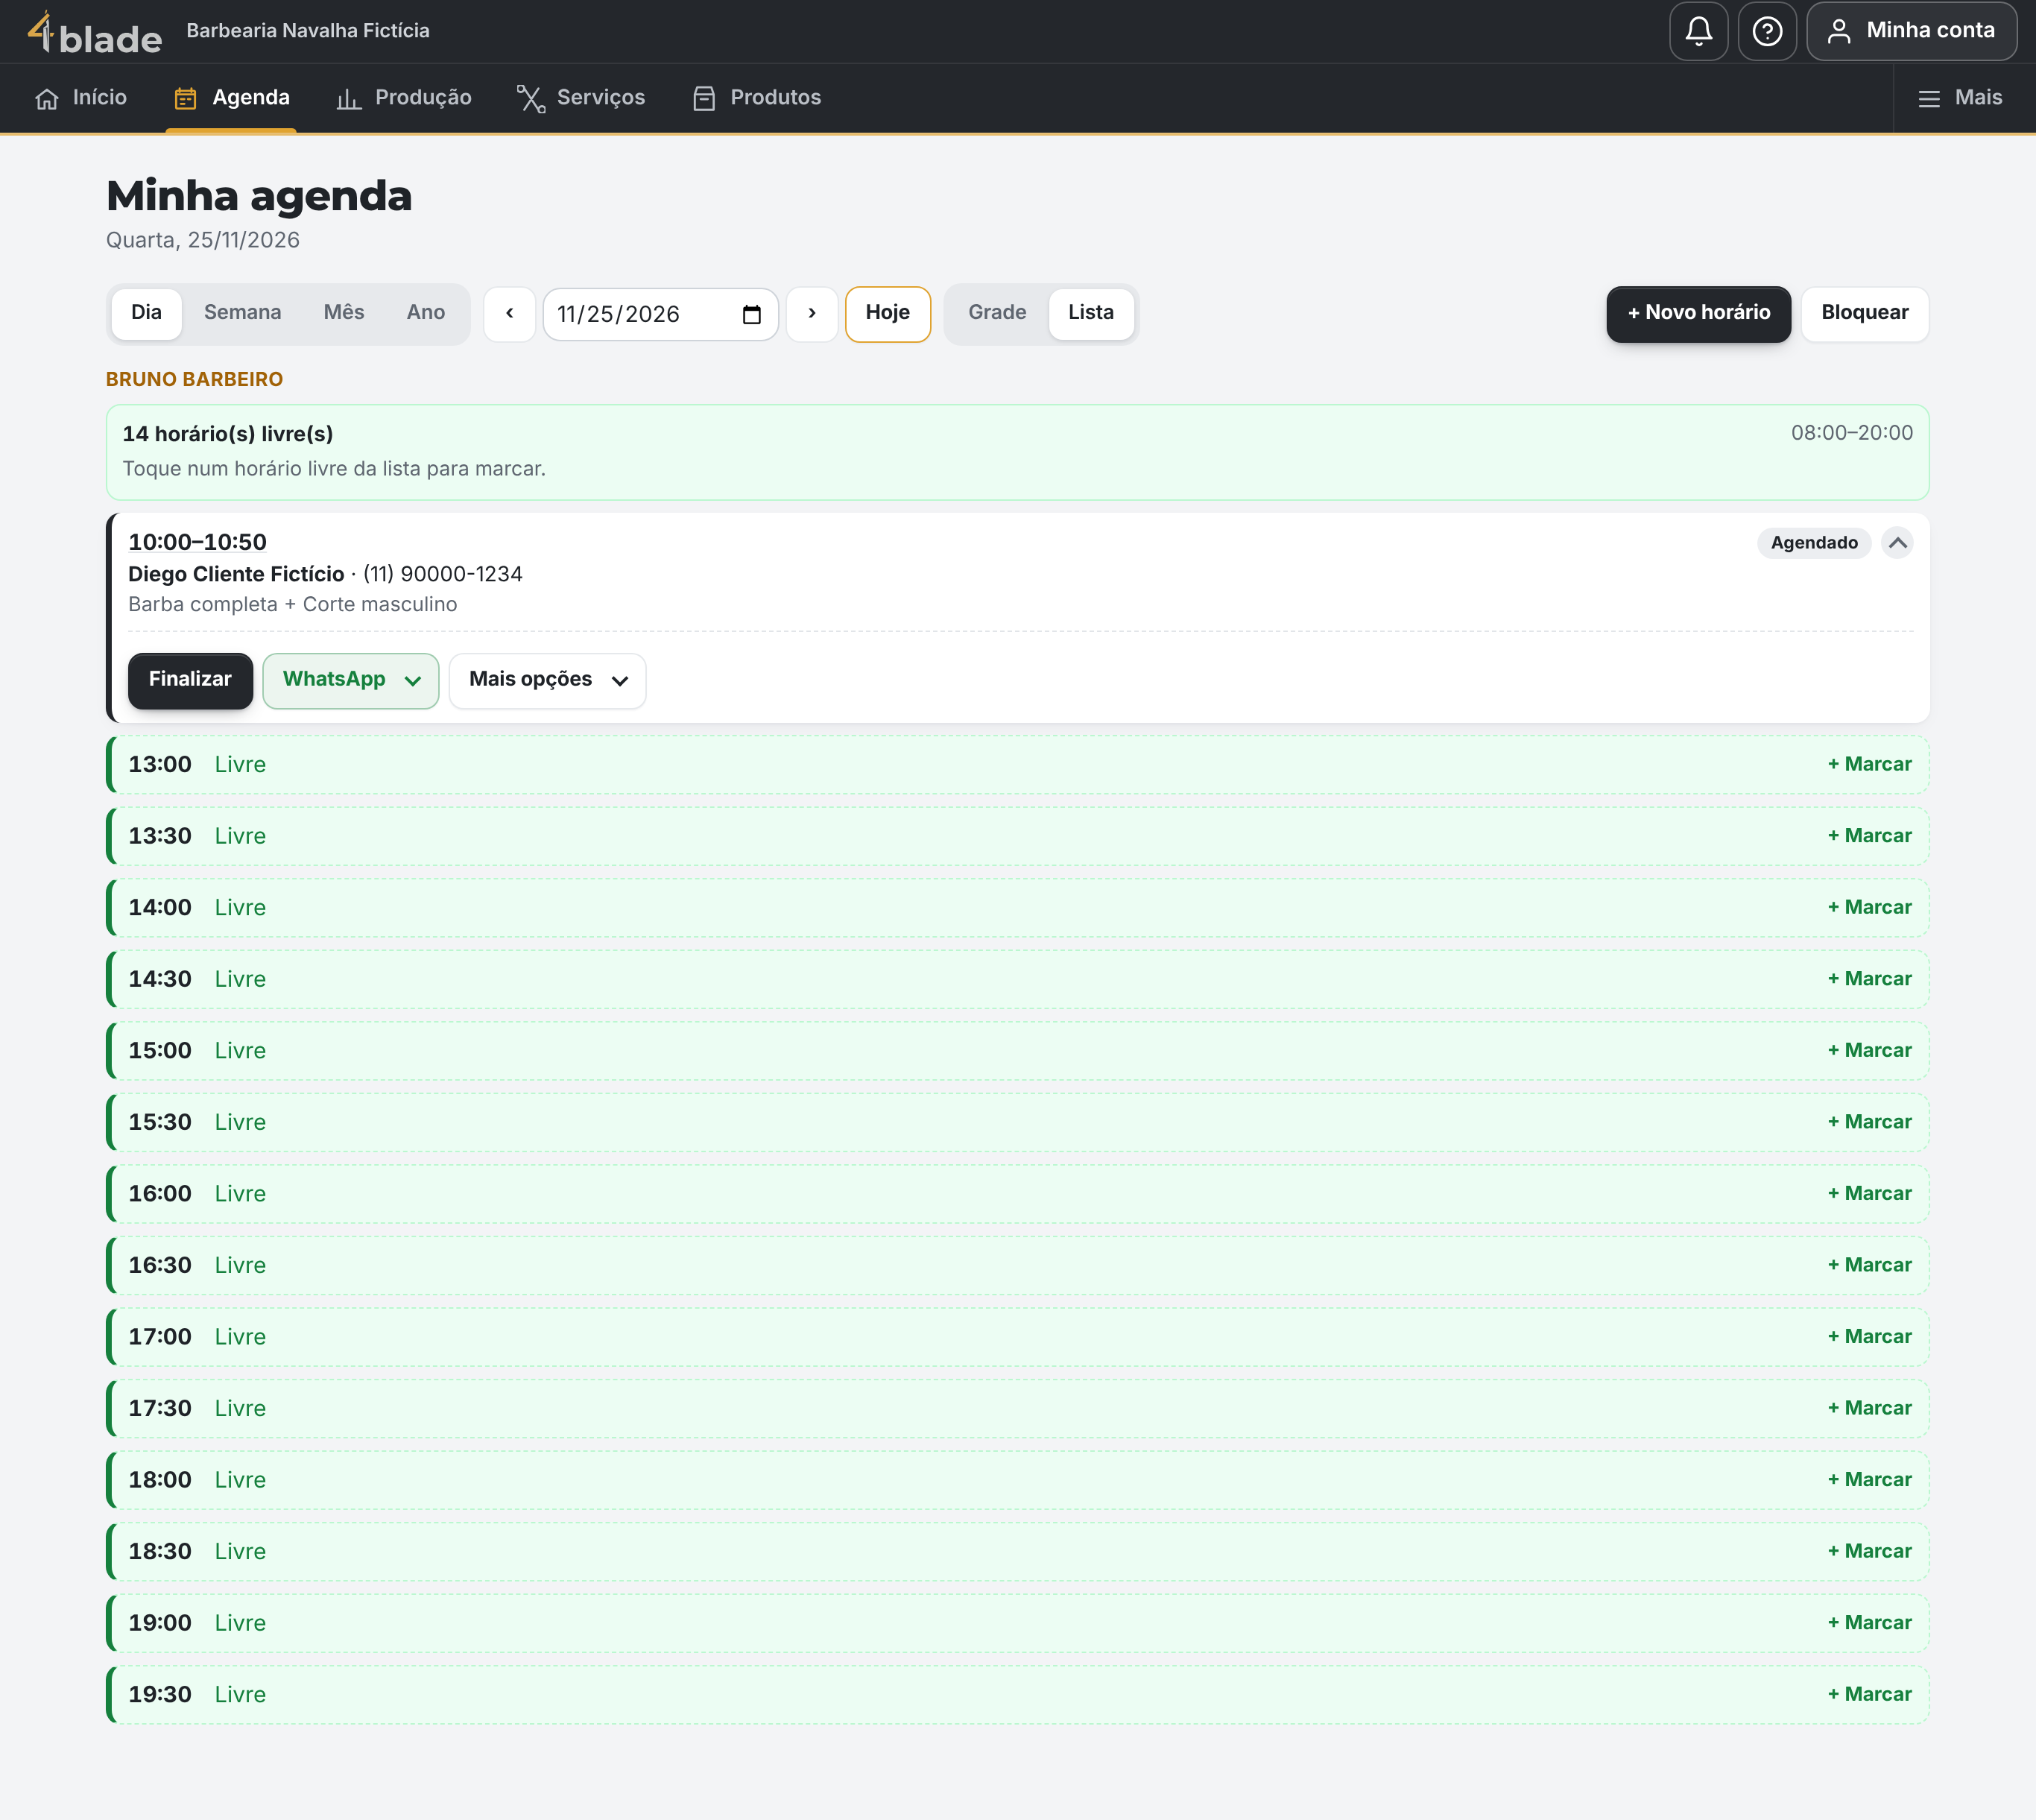 4blade
Barbearia Navalha Fictícia
Minha conta
Início
Agenda
Produção
Serviços
Produtos
Mais
Minha agenda
Quarta, 25/11/2026
Dia
Semana
Mês
Ano
‹
11/25/2026
›
Hoje
Grade
Lista
+ Novo horário
Bloquear
BRUNO BARBEIRO
14 horário(s) livre(s)
08:00–20:00
Toque num horário livre da lista para marcar.
10:00–10:50
Agendado
Diego Cliente Fictício · (11) 90000-1234
Barba completa + Corte masculino
Finalizar
WhatsApp
Mais opções
13:00 Livre + Marcar
13:30 Livre + Marcar
14:00 Livre + Marcar
14:30 Livre + Marcar
15:00 Livre + Marcar
15:30 Livre + Marcar
16:00 Livre + Marcar
16:30 Livre + Marcar
17:00 Livre + Marcar
17:30 Livre + Marcar
18:00 Livre + Marcar
18:30 Livre + Marcar
19:00 Livre + Marcar
19:30 Livre + Marcar